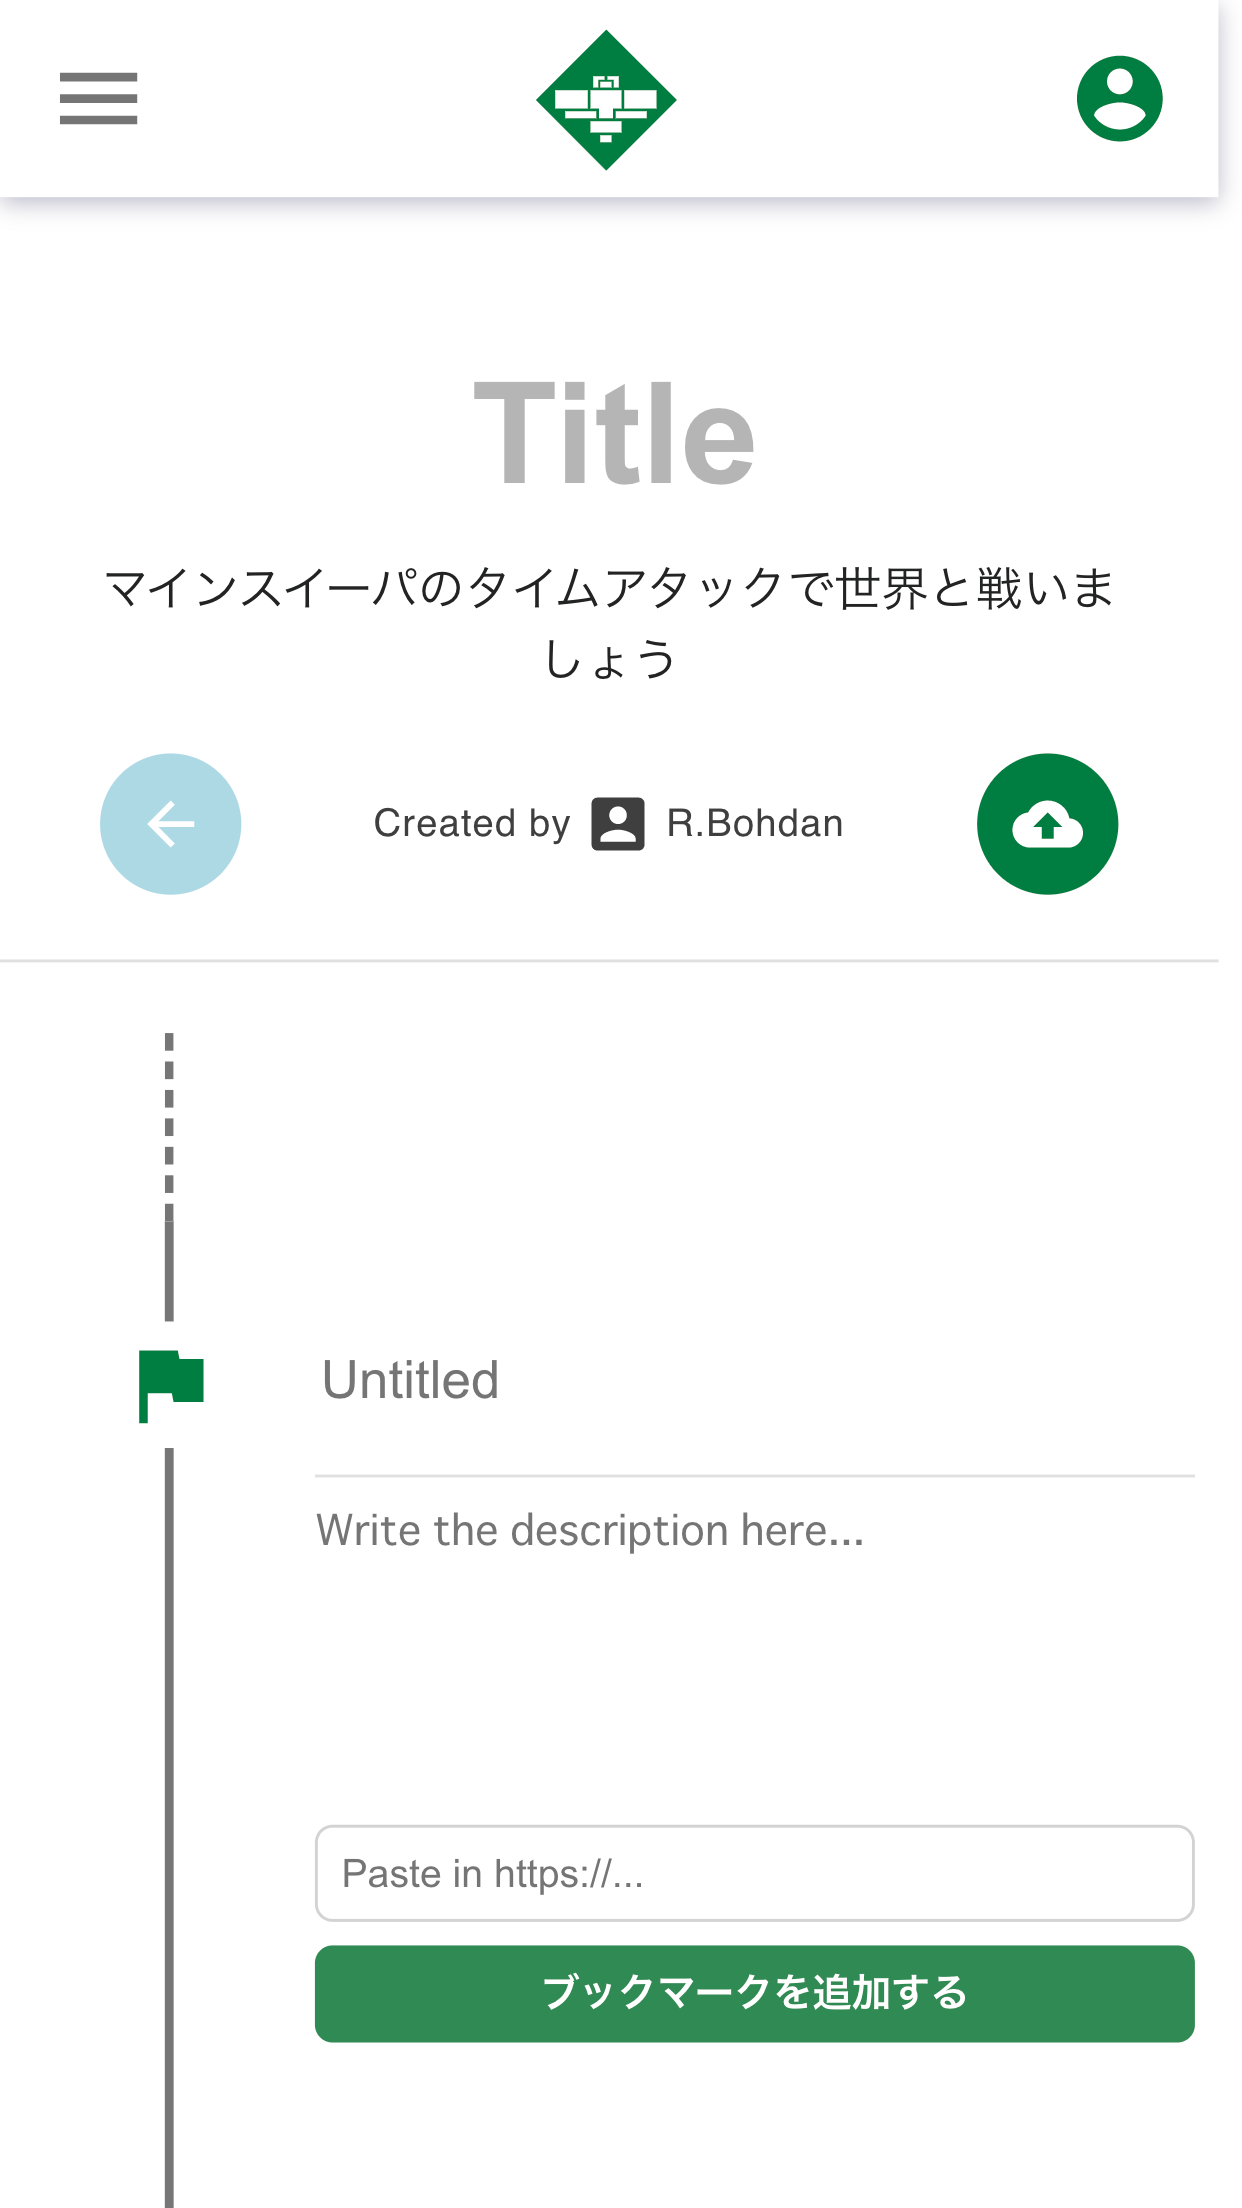 Title
マインスイーパのタイムアタックで世界と戦いま
しょう
Created by R.Bohdan
Untitled
Write the description here...
Paste in https://...
ブックマークを追加する